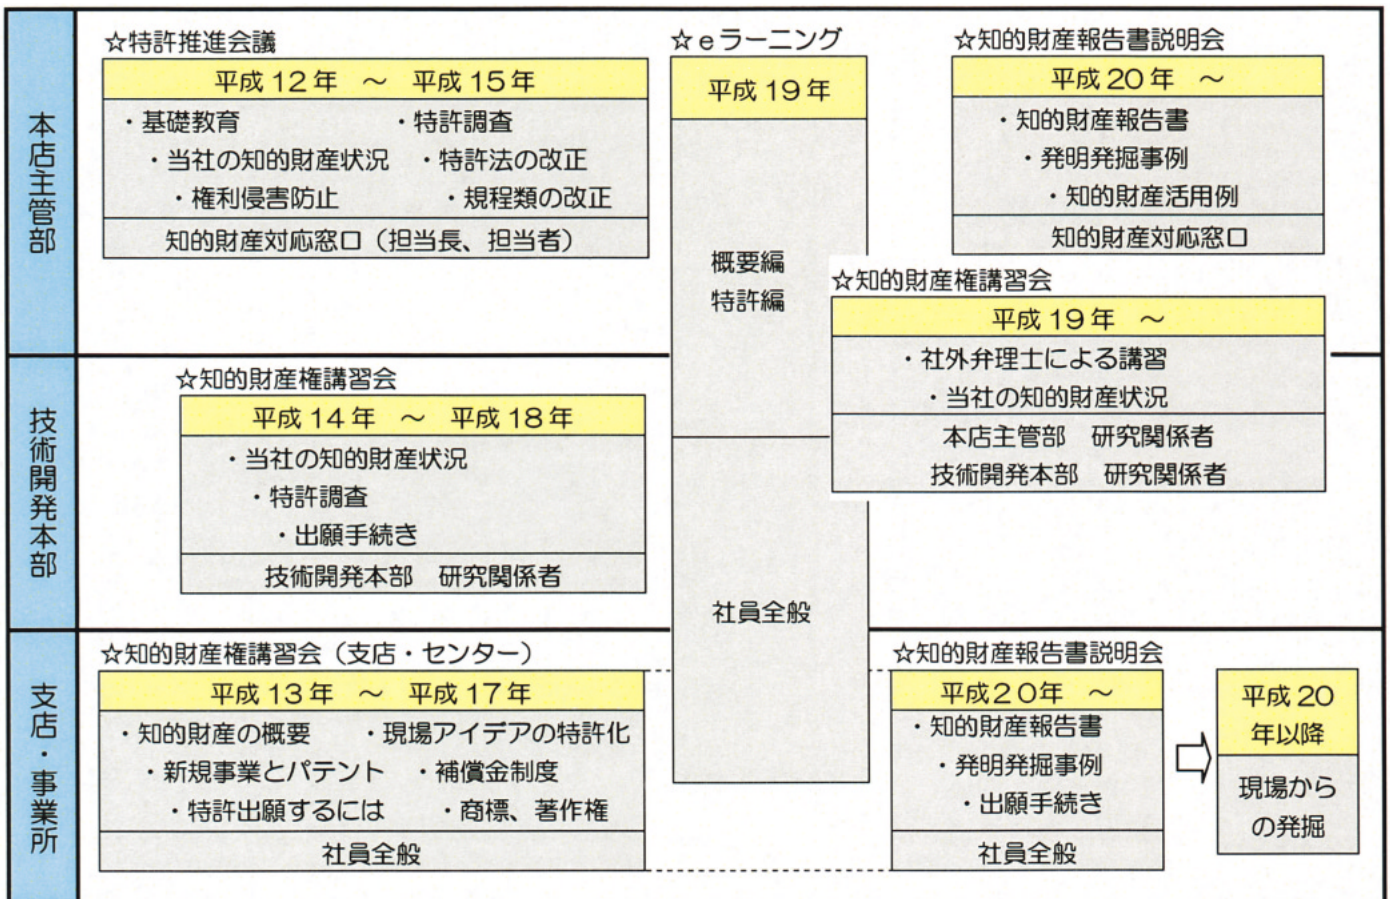 本店主管部
☆特許推進会議
平成12年　～　平成15年
・基礎教育　・特許調査
・当社の知的財産状況　・特許法の改正
・権利侵害防止　・規程類の改正
知的財産対応窓口（担当長、担当者）
☆eラーニング
平成19年
概要編
特許編
社員全般
☆知的財産報告書説明会
平成20年　～
・知的財産報告書
・発明発掘事例
・知的財産活用例
知的財産対応窓口
☆知的財産権講習会
平成19年　～
・社外弁理士による講習
・当社の知的財産状況
本店主管部　研究関係者
技術開発本部　研究関係者
技術開発本部
☆知的財産権講習会
平成14年　～　平成18年
・当社の知的財産状況
・特許調査
・出願手続き
技術開発本部　研究関係者
支店・事業所
☆知的財産権講習会（支店・センター）
平成13年　～　平成17年
・知的財産の概要　・現場アイデアの特許化
・新規事業とパテント　・補償金制度
・特許出願するには　・商標、著作権
社員全般
☆知的財産報告書説明会
平成20年　～
・知的財産報告書
・発明発掘事例
・出願手続き
社員全般
平成20
年以降
現場から
の発掘